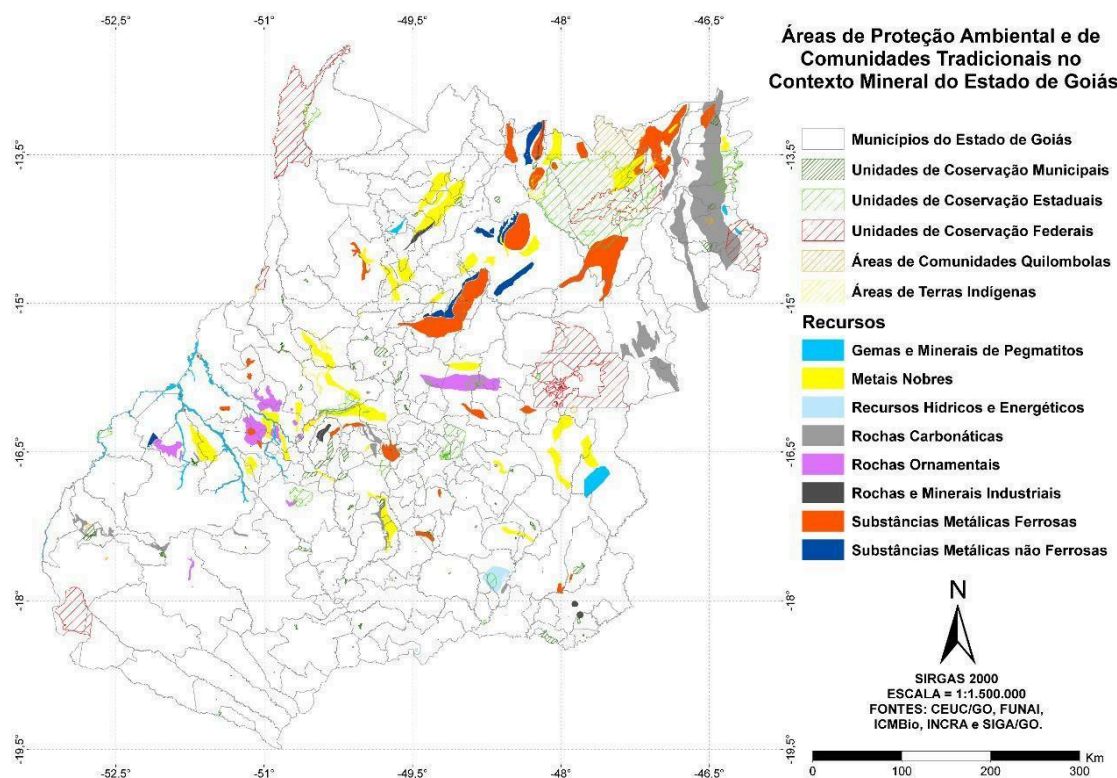 -52,5° -51° -49,5° -48° -46,5°
Áreas de Proteção Ambiental e de
Comunidades Tradicionais no
Contexto Mineral do Estado de Goiás
-13,5° -13,5°
-15° -15°
-16,5° -16,5°
-18° -18°
-19,5° -19,5°
-52,5° -51° -49,5° -48° -46,5°
Municípios do Estado de Goiás
Unidades de Coservação Municipais
Unidades de Coservação Estaduais
Unidades de Coservação Federais
Áreas de Comunidades Quilombolas
Áreas de Terras Indígenas
Recursos
Gemas e Minerais de Pegmatitos
Metais Nobres
Recursos Hídricos e Energéticos
Rochas Carbonáticas
Rochas Ornamentais
Rochas e Minerais Industriais
Substâncias Metálicas Ferrosas
Substâncias Metálicas não Ferrosas
N
SIRGAS 2000
ESCALA = 1:1.500.000
FONTES: CEUC/GO, FUNAI,
ICMBio, INCRA e SIGA/GO.
Km
0 100 200 300